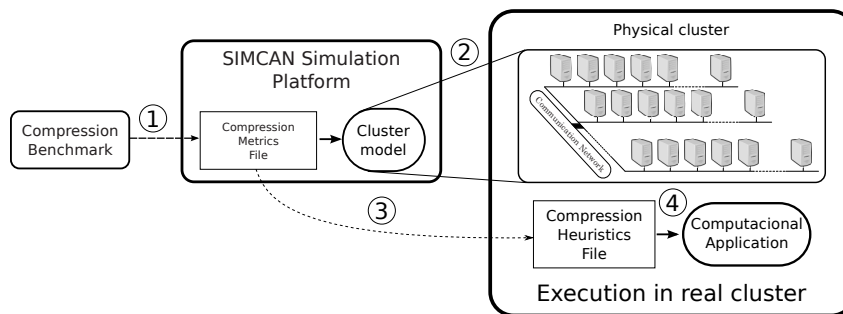 Compression
Benchmark
1
SIMCAN Simulation
Platform
Compression
Metrics
File
Cluster
model
2
Physical cluster
Communication Network
3
Compression
Heuristics
File
4
Computacional
Application
Execution in real cluster